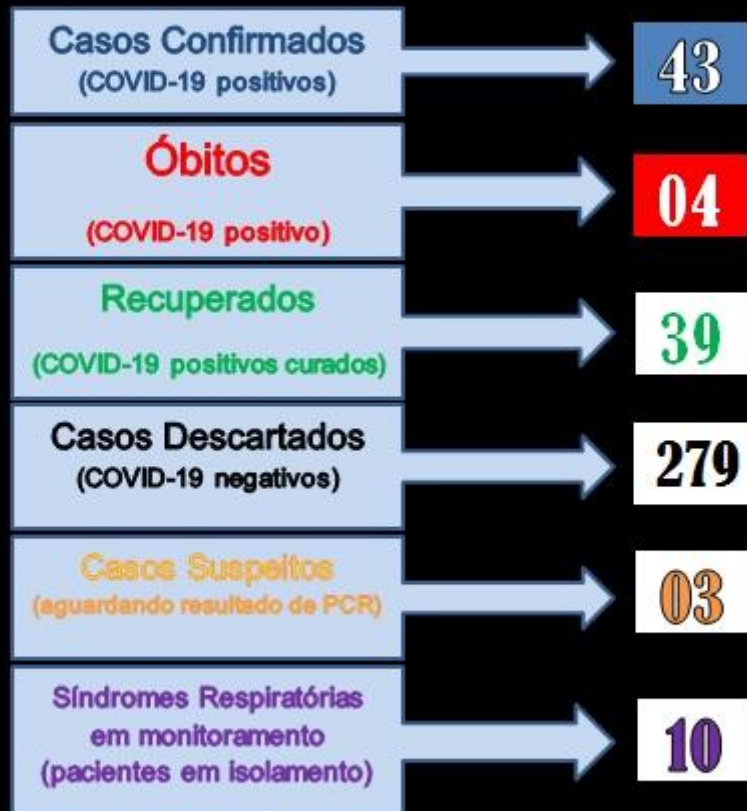 Casos Confirmados
(COVID-19 positivos)
43
Óbitos
(COVID-19 positivo)
04
Recuperados
(COVID-19 positivos curados)
39
Casos Descartados
(COVID-19 negativos)
279
Casos Suspeitos
(aguardando resultado de PCR)
03
Síndromes Respiratórias
em monitoramento
(pacientes em isolamento)
10